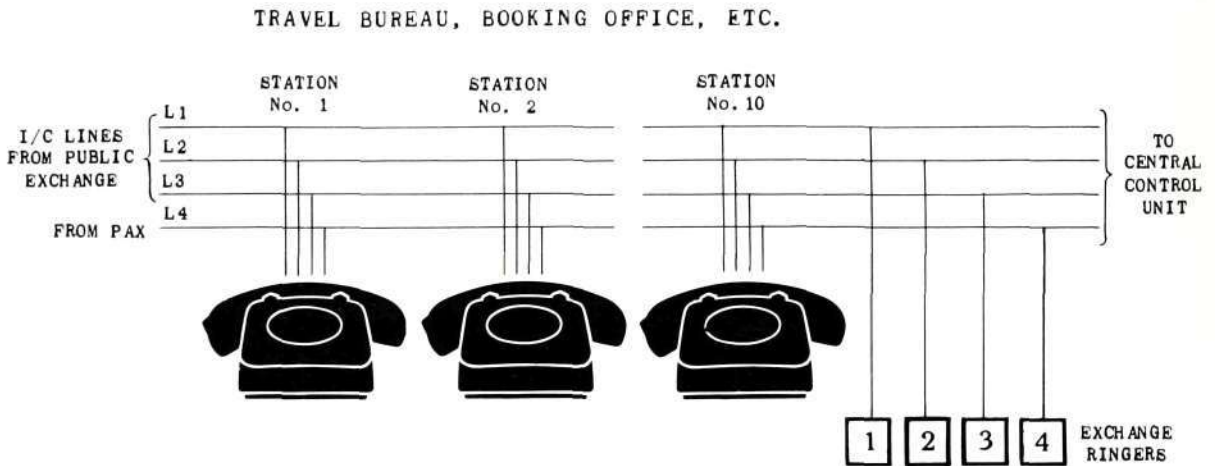 TRAVEL BUREAU, BOOKING OFFICE, ETC.
STATION
No. 1
STATION
No. 2
STATION
No. 10
I/C LINES
FROM PUBLIC
EXCHANGE
L1
L2
L3
L4
FROM PAX
TO
CENTRAL
CONTROL
UNIT
1
2
3
4
EXCHANGE
RINGERS